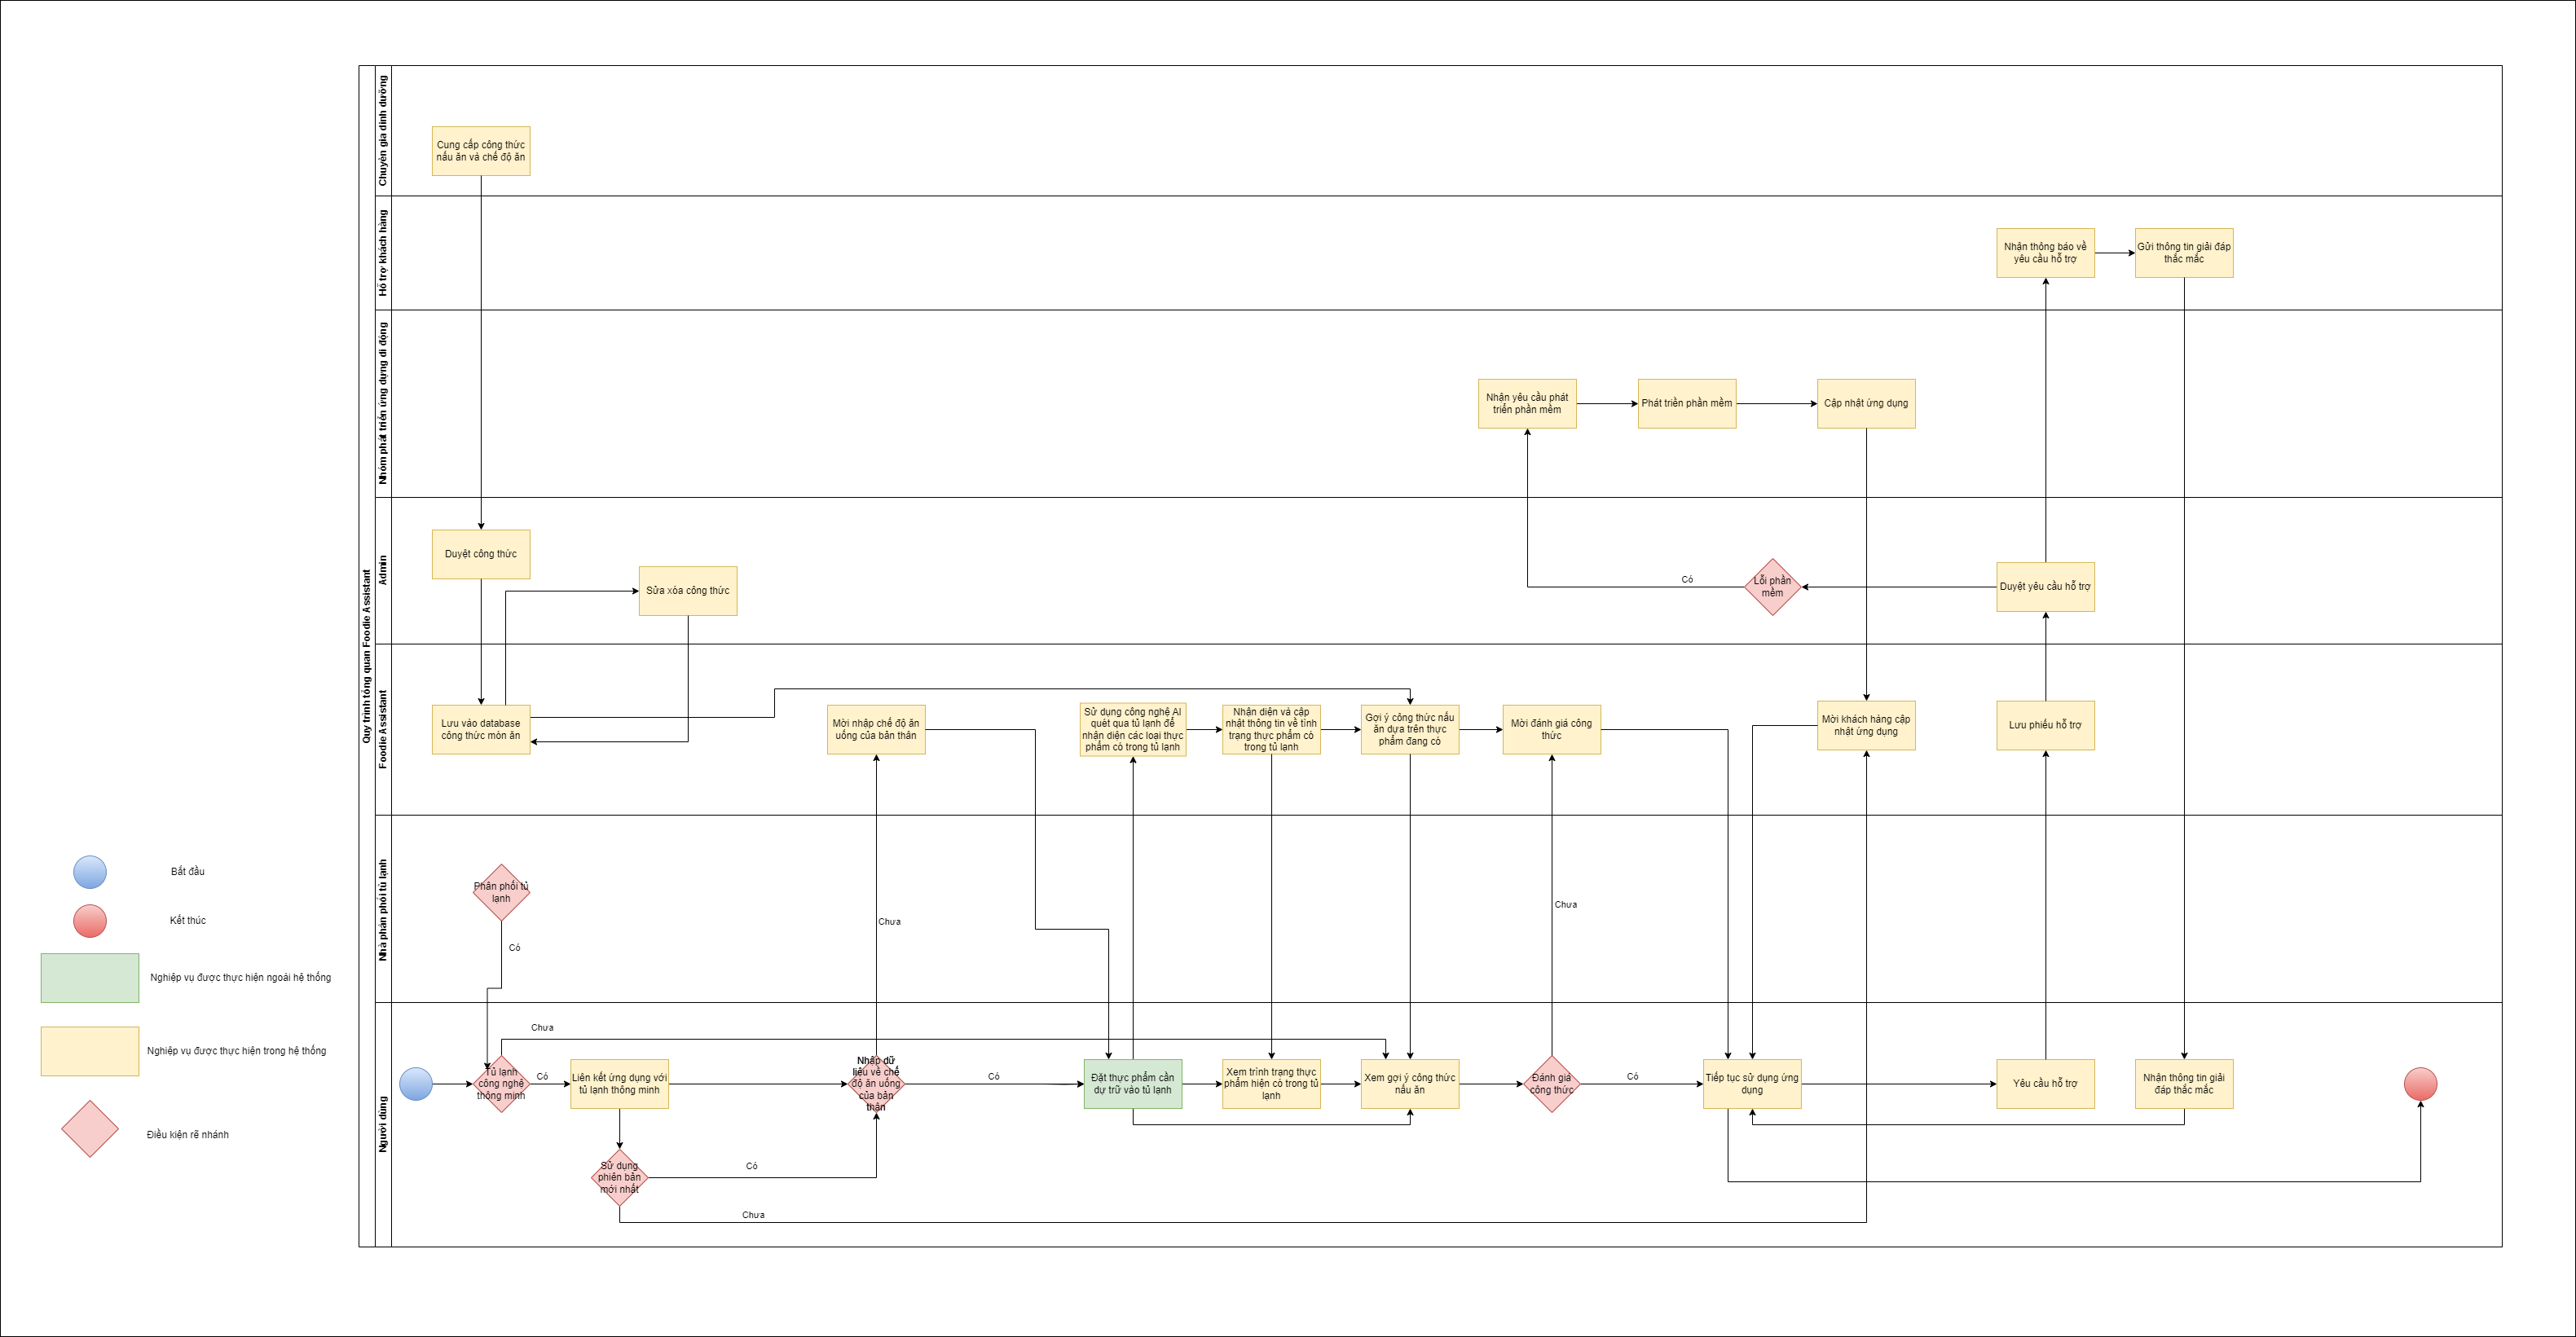 Quy trình tổng quan Foodie Assistant
Chuyên gia dinh dưỡng
Cung cấp công thức
nấu ăn và chế độ ăn
Hỗ trợ khách hàng
Nhận thông báo về
yêu cầu hỗ trợ
Gửi thông tin giải đáp
thắc mắc
Nhóm phát triển ứng dụng di động
Nhận yêu cầu phát
triển phần mềm
Phát triền phần mềm
Cập nhật ứng dụng
Admin
Duyệt công thức
Sửa xóa công thức
Có
Lỗi phần
mềm
Duyệt yêu cầu hỗ trợ
Foodie Assistant
Lưu vào database
công thức món ăn
Mời nhập chế độ ăn
uống của bản thân
Sử dụng công nghệ AI
quét qua tủ lạnh để
nhận diện các loại thực
phẩm có trong tủ lạnh
Nhận diện và cập
nhật thông tin về tình
trạng thực phẩm có
trong tủ lạnh
Gợi ý công thức nấu
ăn dựa trên thực
phẩm đang có
Mời đánh giá công
thức
Mời khách hàng cập
nhật ứng dụng
Lưu phiếu hỗ trợ
Nhà phân phối tủ lạnh
Phân phối tủ
lạnh
Có
Chưa
Chưa
Người dùng
Chưa
Tủ lạnh
công nghệ
thông minh
Có
Liên kết ứng dụng với
tủ lạnh thông minh
Nhập dữ
liệu về chế
độ ăn uống
của bản
thân
Có
Đặt thực phẩm cần
dự trữ vào tủ lạnh
Xem trình trạng thực
phẩm hiện có trong tủ
lạnh
Xem gợi ý công thức
nấu ăn
Đánh giá
công thức
Có
Tiếp tục sử dụng ứng
dụng
Yêu cầu hỗ trợ
Nhận thông tin giải
đáp thắc mắc
Sử dụng
phiên bản
mới nhất
Có
Chưa
Bắt đầu
Kết thúc
Nghiệp vụ được thực hiện ngoài hệ thống
Nghiệp vụ được thực hiện trong hệ thống
Điều kiện rẽ nhánh